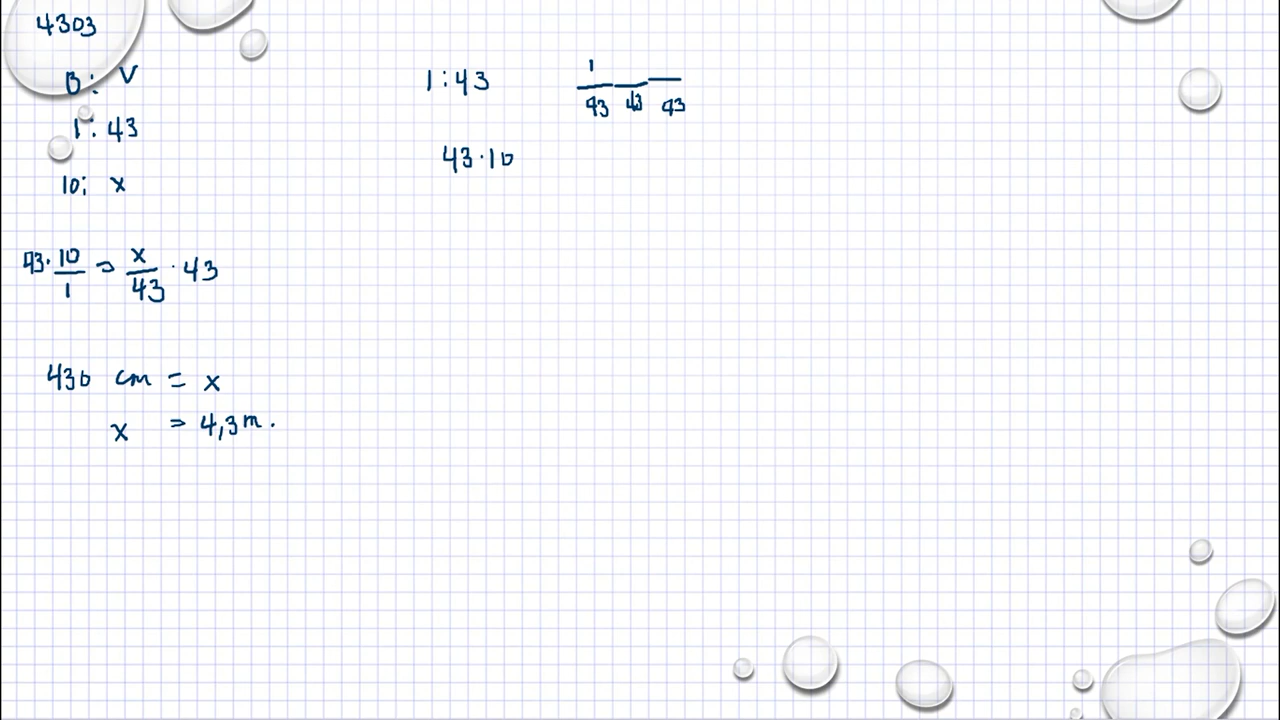 4303
B : V
1 : 43
10 : x
43 · 10/1 = x/43 · 43
430 cm = x
x = 4,3 m.
1 : 43
1
43 43 43
43 · 10